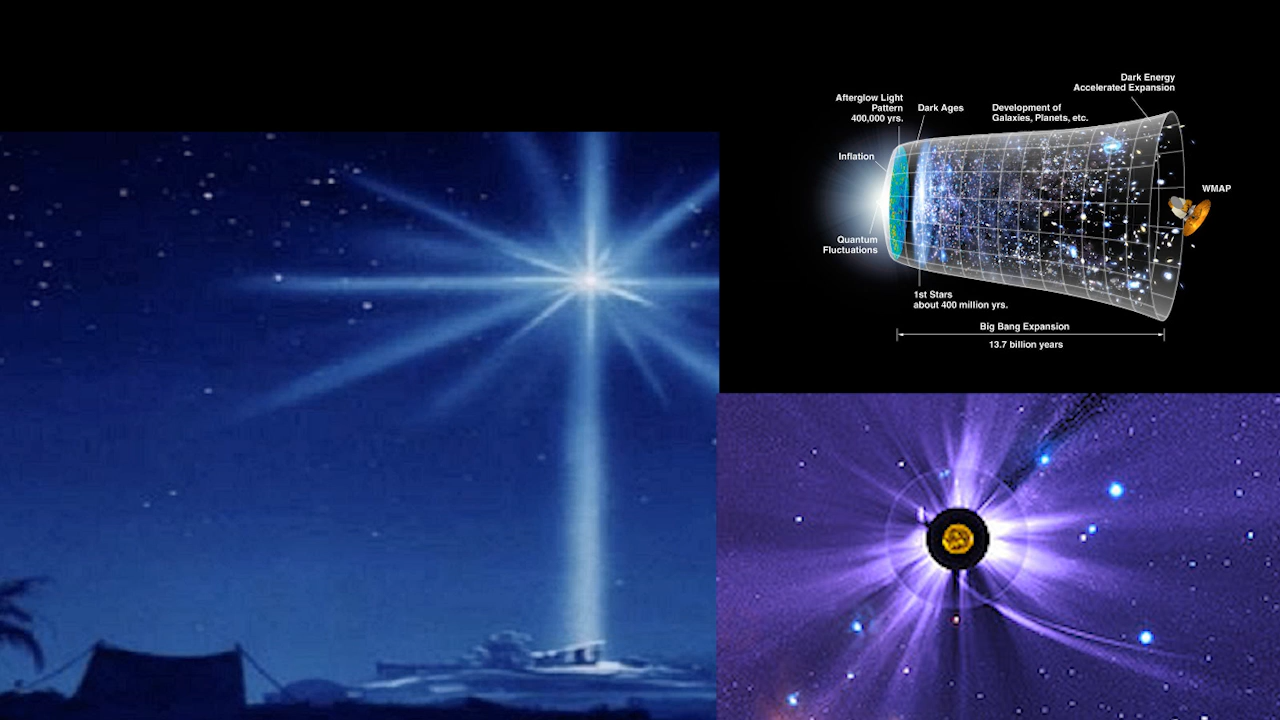 Dark Energy
Accelerated Expansion
Afterglow Light
Pattern
400,000 yrs.
Dark Ages
Development of
Galaxies, Planets, etc.
Inflation
WMAP
Quantum
Fluctuations
1st Stars
about 400 million yrs.
Big Bang Expansion
13.7 billion years